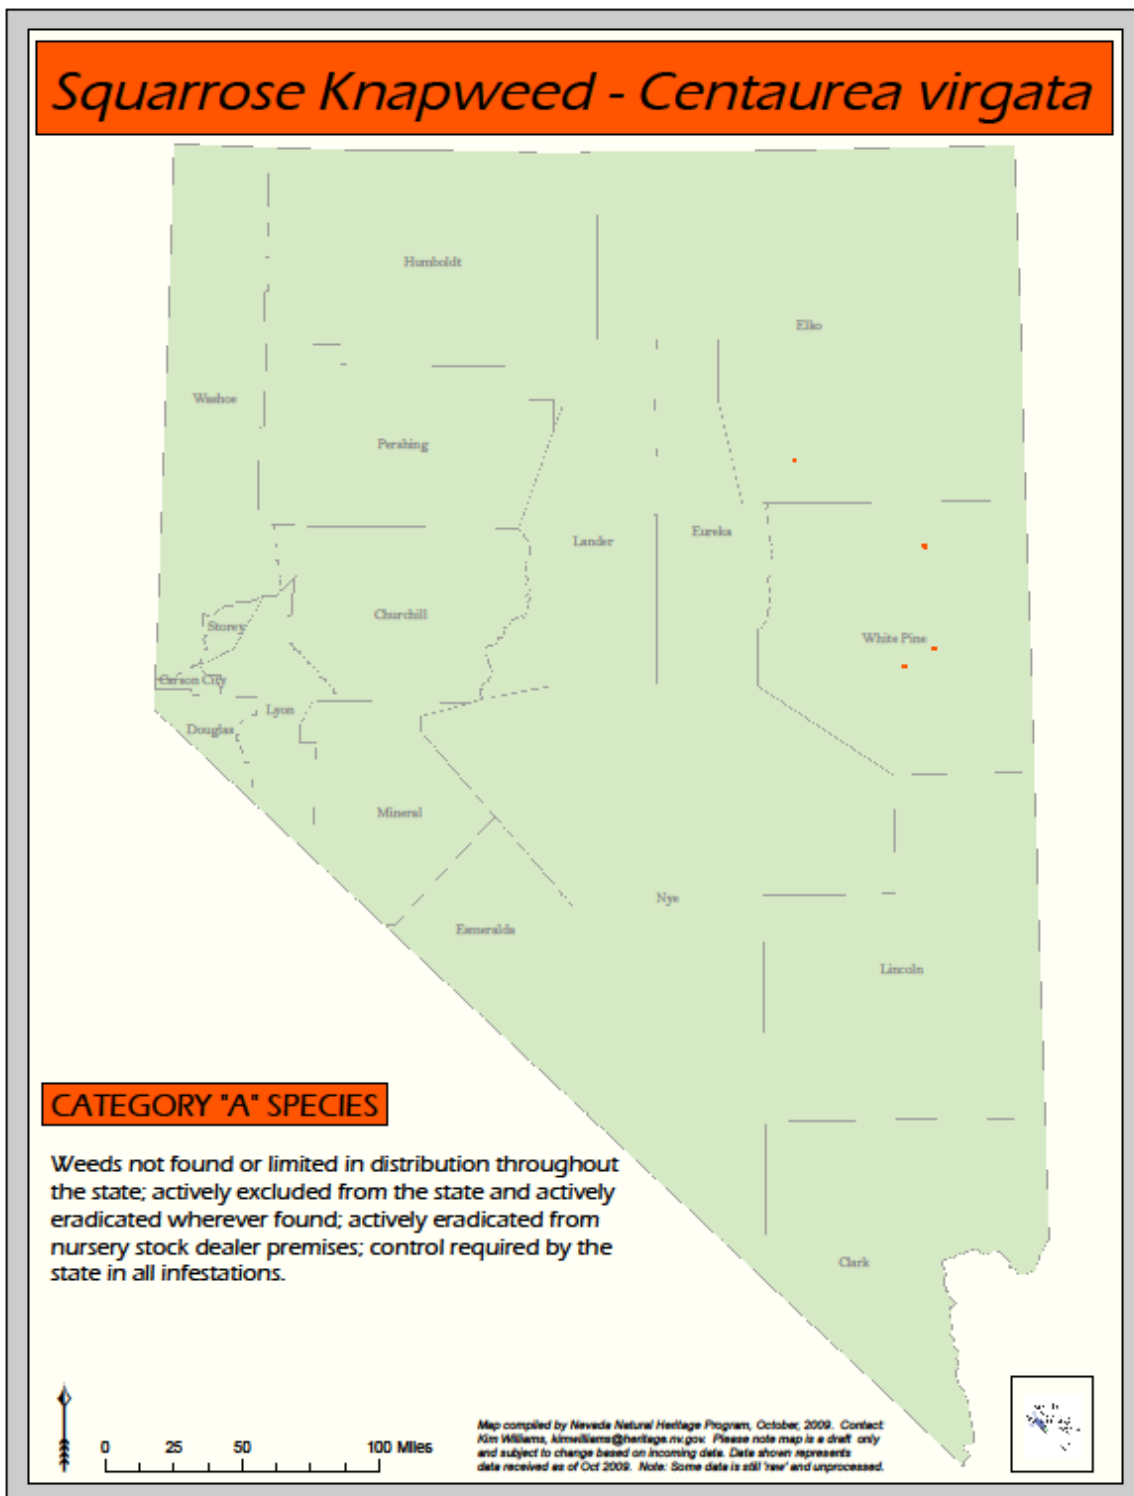 Squarrose Knapweed - Centaurea virgata
Humboldt
Elko
Washoe
Pershing
Lander
Eureka
Churchill
Storey
White Pine
Carson City
Lyon
Douglas
Mineral
Nye
Esmeralda
Lincoln
Clark
CATEGORY "A" SPECIES
Weeds not found or limited in distribution throughout
the state; actively excluded from the state and actively
eradicated wherever found; actively eradicated from
nursery stock dealer premises; control required by the
state in all infestations.
0 25 50 100 Miles
Map compiled by Nevada Natural Heritage Program, October, 2009. Contact
Kim Williams, kimwilliams@heritage.nv.gov. Please note map is a draft only
and subject to change based on incoming data. Data shown represents
data received as of Oct 2009. Note: Some data is still 'raw' and unprocessed.